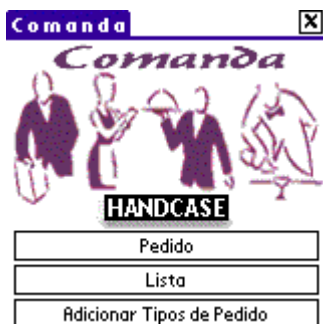 Comanda
Comanda
HANDCASE
Pedido
Lista
Adicionar Tipos de Pedido